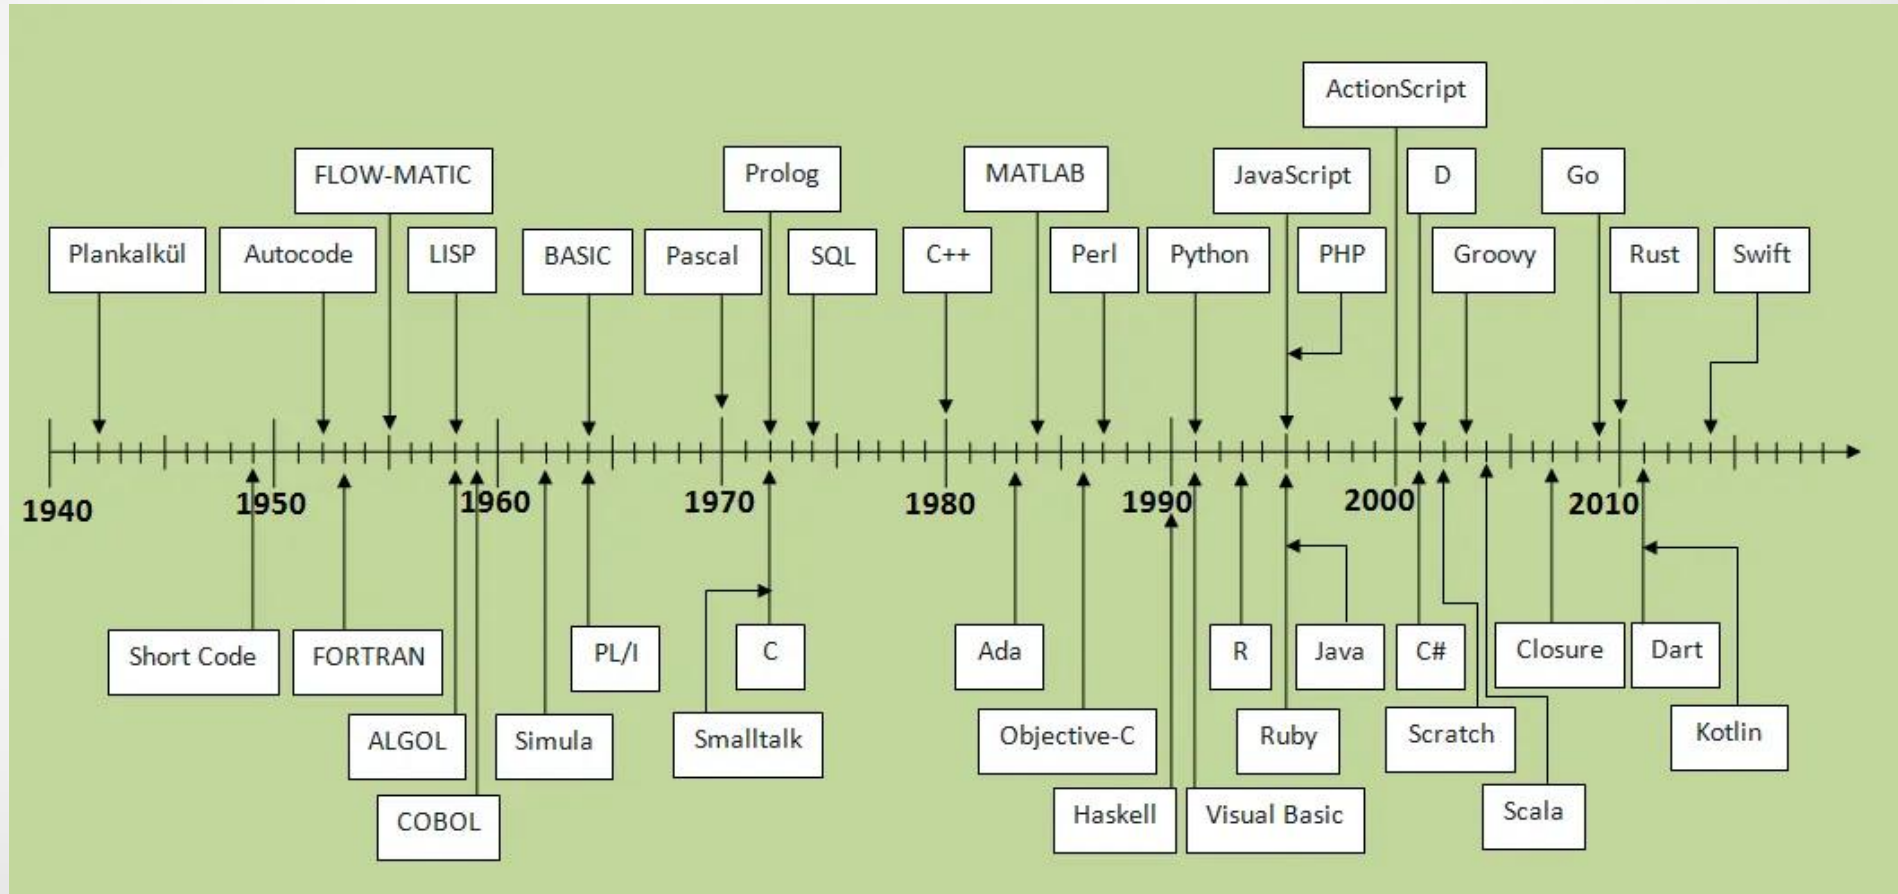 ActionScript
FLOW-MATIC
Prolog
MATLAB
JavaScript
D
Go
Plankalkül
Autocode
LISP
BASIC
Pascal
SQL
C++
Perl
Python
PHP
Groovy
Rust
Swift
1940
1950
1960
1970
1980
1990
2000
2010
Short Code
FORTRAN
PL/I
C
Ada
R
Java
C#
Closure
Dart
ALGOL
Simula
Smalltalk
Objective-C
Ruby
Scratch
Kotlin
COBOL
Haskell
Visual Basic
Scala